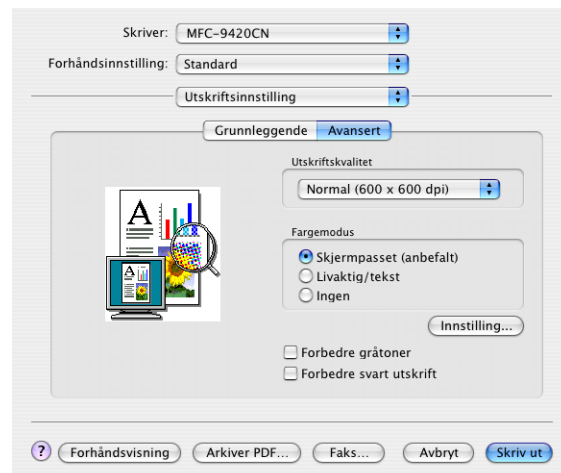 Skriver: MFC-9420CN
Forhåndsinnstilling: Standard
Utskriftsinnstilling
Grunnleggende Avansert
Utskriftskvalitet
Normal (600 x 600 dpi)
Fargemodus
Skjermpasset (anbefalt)
Livaktig/tekst
Ingen
Innstilling...
Forbedre gråtoner
Forbedre svart utskrift
A
A
? Forhåndsvisning Arkiver PDF... Faks... Avbryt Skriv ut